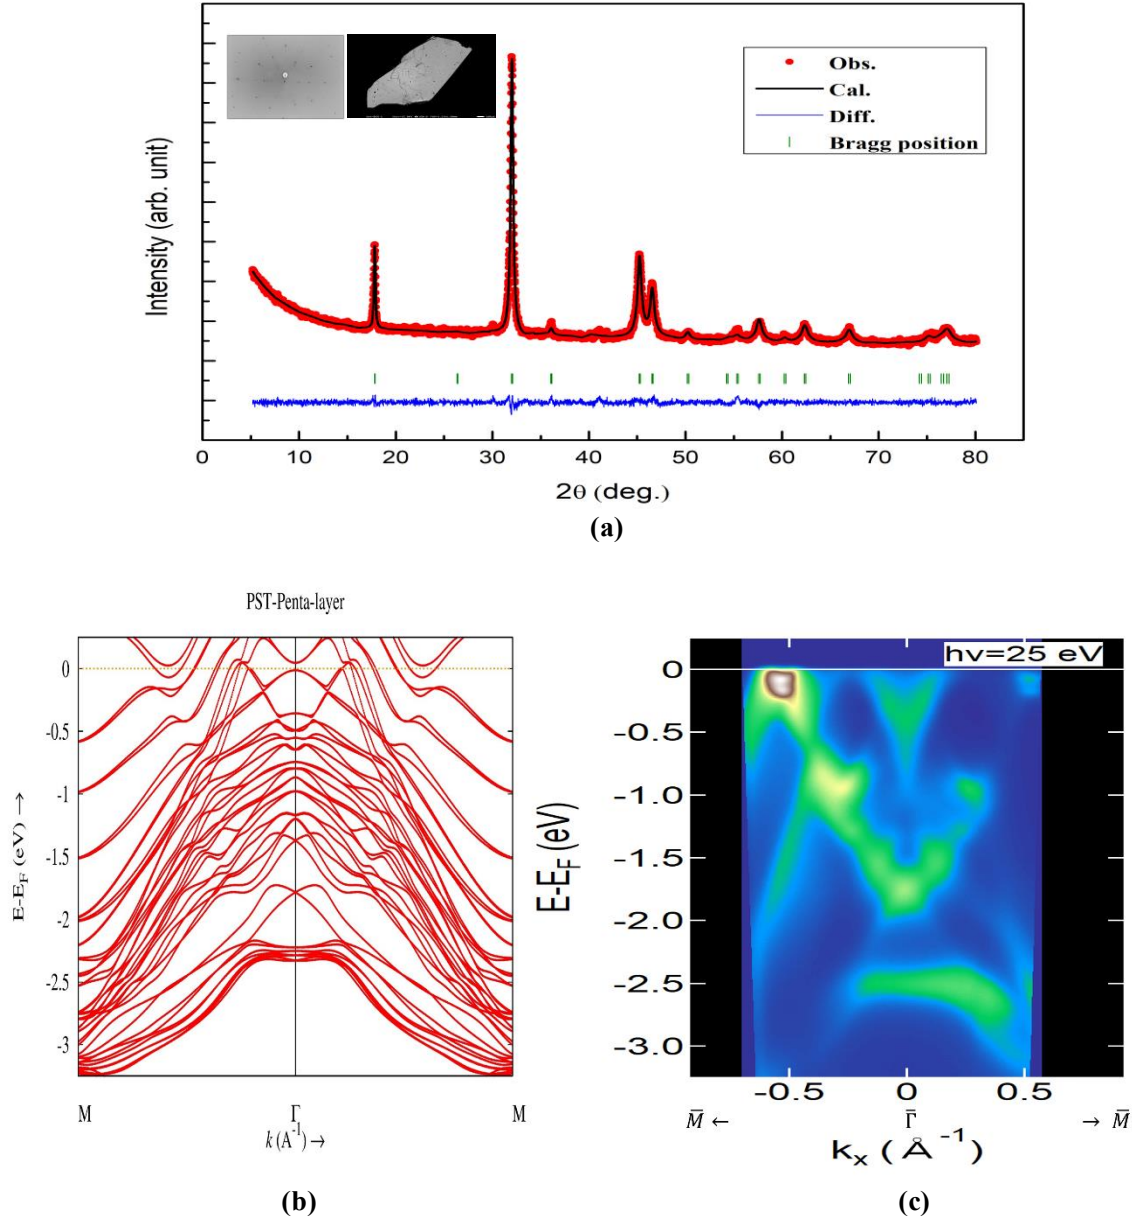 Intensity (arb. unit)
Obs.
Cal.
Diff.
Bragg position
0 10 20 30 40 50 60 70 80
2θ (deg.)
(a)
PST-Penta-layer
E-E_F (eV) →
0
-0.5
-1
-1.5
-2
-2.5
-3
M Γ M
k (A⁻¹) →
(b)
hν=25 eV
E-E_F (eV)
0
-0.5
-1.0
-1.5
-2.0
-2.5
-3.0
-0.5 0 0.5
M̄ ← Γ̄ → M̄
kₓ (Å⁻¹)
(c)